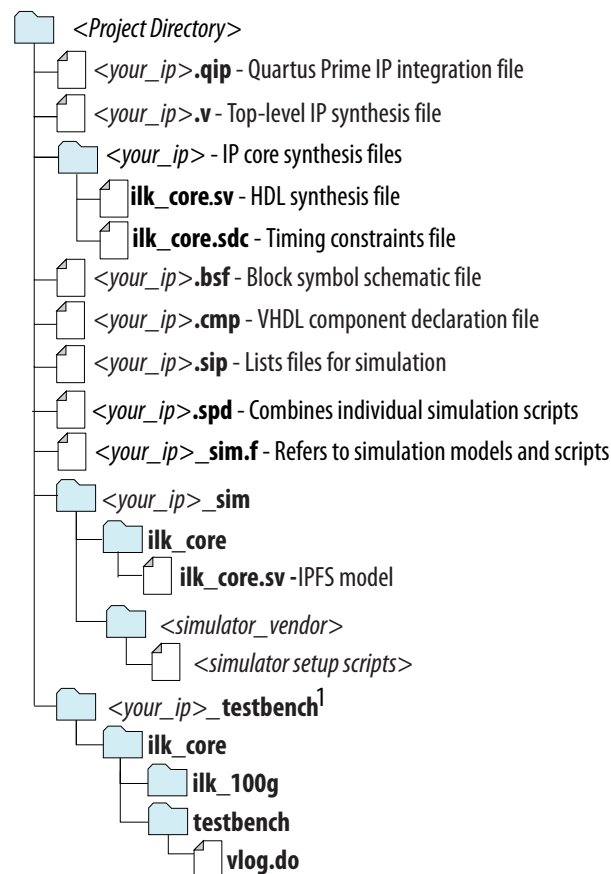 <Project Directory>
<your_ip>.qip - Quartus Prime IP integration file
<your_ip>.v - Top-level IP synthesis file
<your_ip> - IP core synthesis files
ilk_core.sv - HDL synthesis file
ilk_core.sdc - Timing constraints file
<your_ip>.bsf - Block symbol schematic file
<your_ip>.cmp - VHDL component declaration file
<your_ip>.sip - Lists files for simulation
<your_ip>.spd - Combines individual simulation scripts
<your_ip>_sim.f - Refers to simulation models and scripts
<your_ip>_sim
ilk_core
ilk_core.sv -IPFS model
<simulator_vendor>
<simulator setup scripts>
<your_ip>_testbench1
ilk_core
ilk_100g
testbench
vlog.do